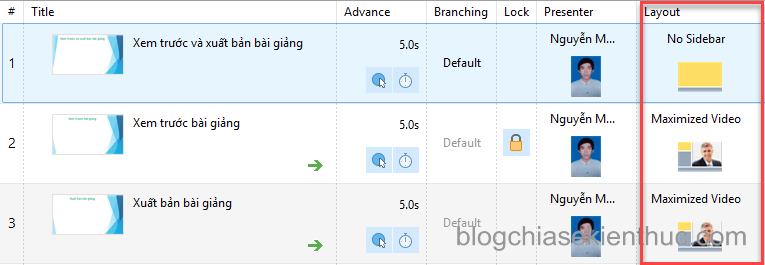 # Title Advance Branching Lock Presenter Layout
1 Xem trước và xuất bản bài giảng 5.0s Default Nguyễn M... No Sidebar
2 Xem trước bài giảng 5.0s Default Nguyễn M... Maximized Video
3 Xuất bản bài giảng 5.0s Default Nguyễn M... Maximized Video
blogchiasekienthuc.com